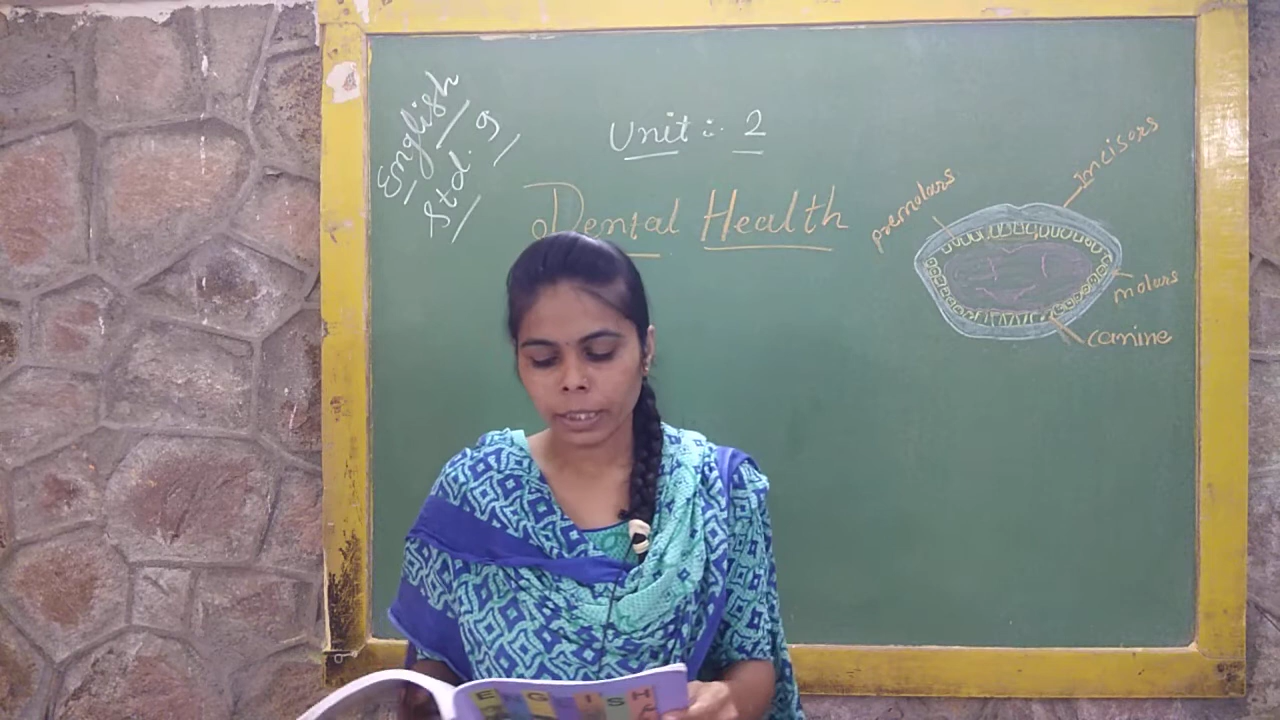 English
Std. 9
Unit : 2
Dental Health
Incisors
premolars
molars
canine
ENGLISH